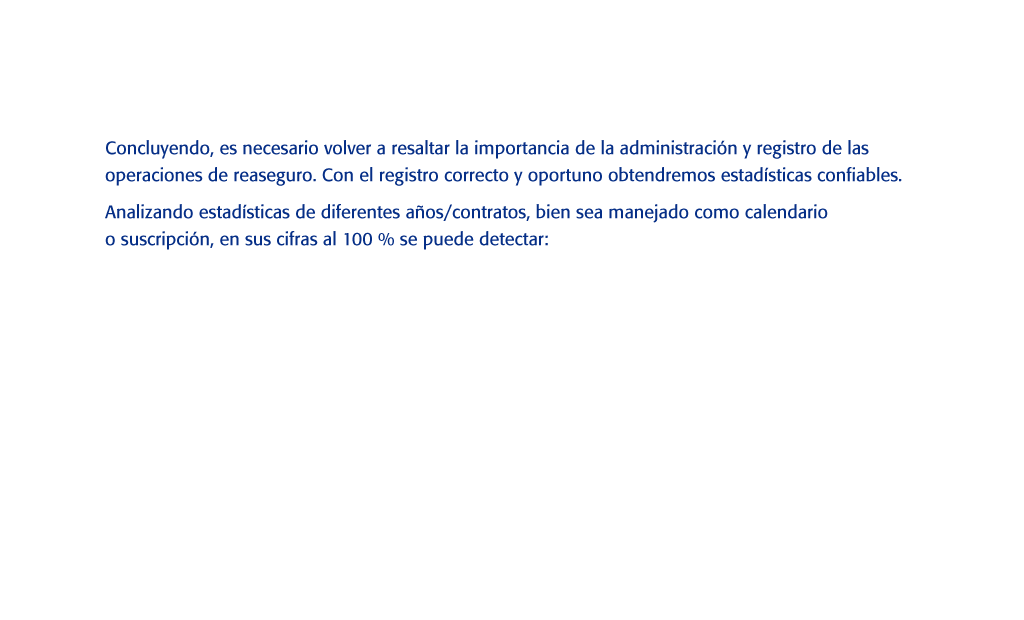 Concluyendo, es necesario volver a resaltar la importancia de la administración y registro de las
operaciones de reaseguro. Con el registro correcto y oportuno obtendremos estadísticas confiables.
Analizando estadísticas de diferentes años/contratos, bien sea manejado como calendario
o suscripción, en sus cifras al 100 % se puede detectar: